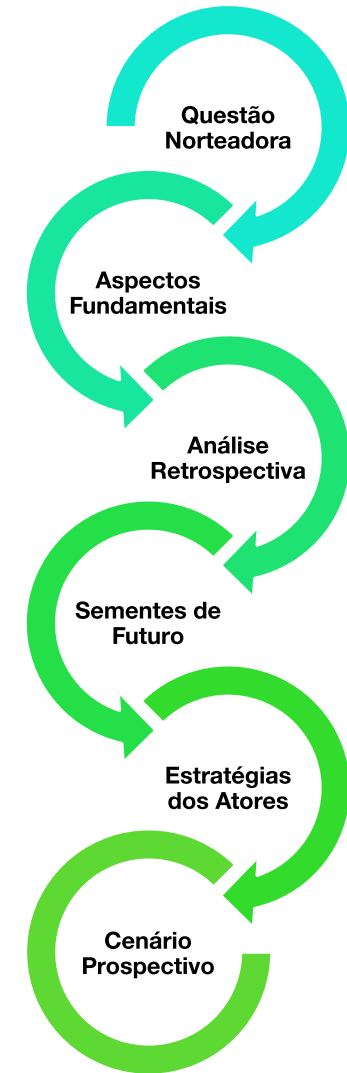 Questão
Norteadora
Aspectos
Fundamentais
Análise
Retrospectiva
Sementes de
Futuro
Estratégias
dos Atores
Cenário
Prospectivo